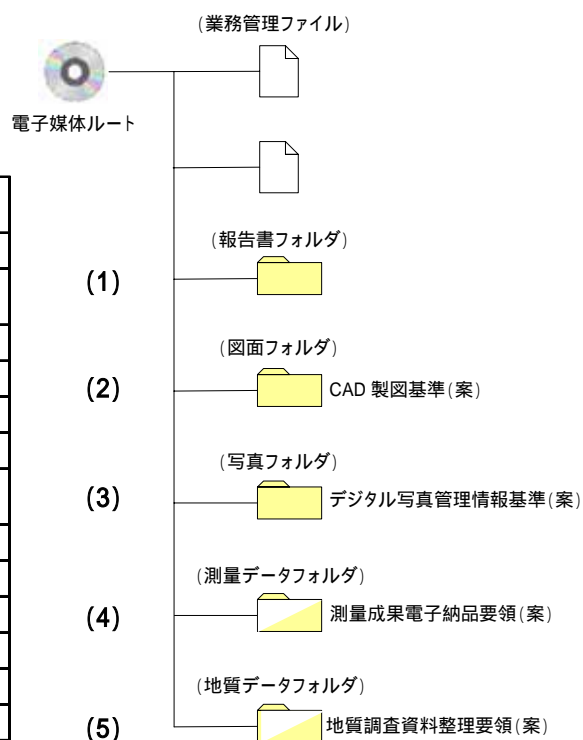 (業務管理ファイル)
電子媒体ルート
(報告書フォルダ)
(1)
(図面フォルダ)
(2)
CAD 製図基準(案)
(写真フォルダ)
(3)
デジタル写真管理情報基準(案)
(測量データフォルダ)
(4)
測量成果電子納品要領(案)
(地質データフォルダ)
(5)
地質調査資料整理要領(案)